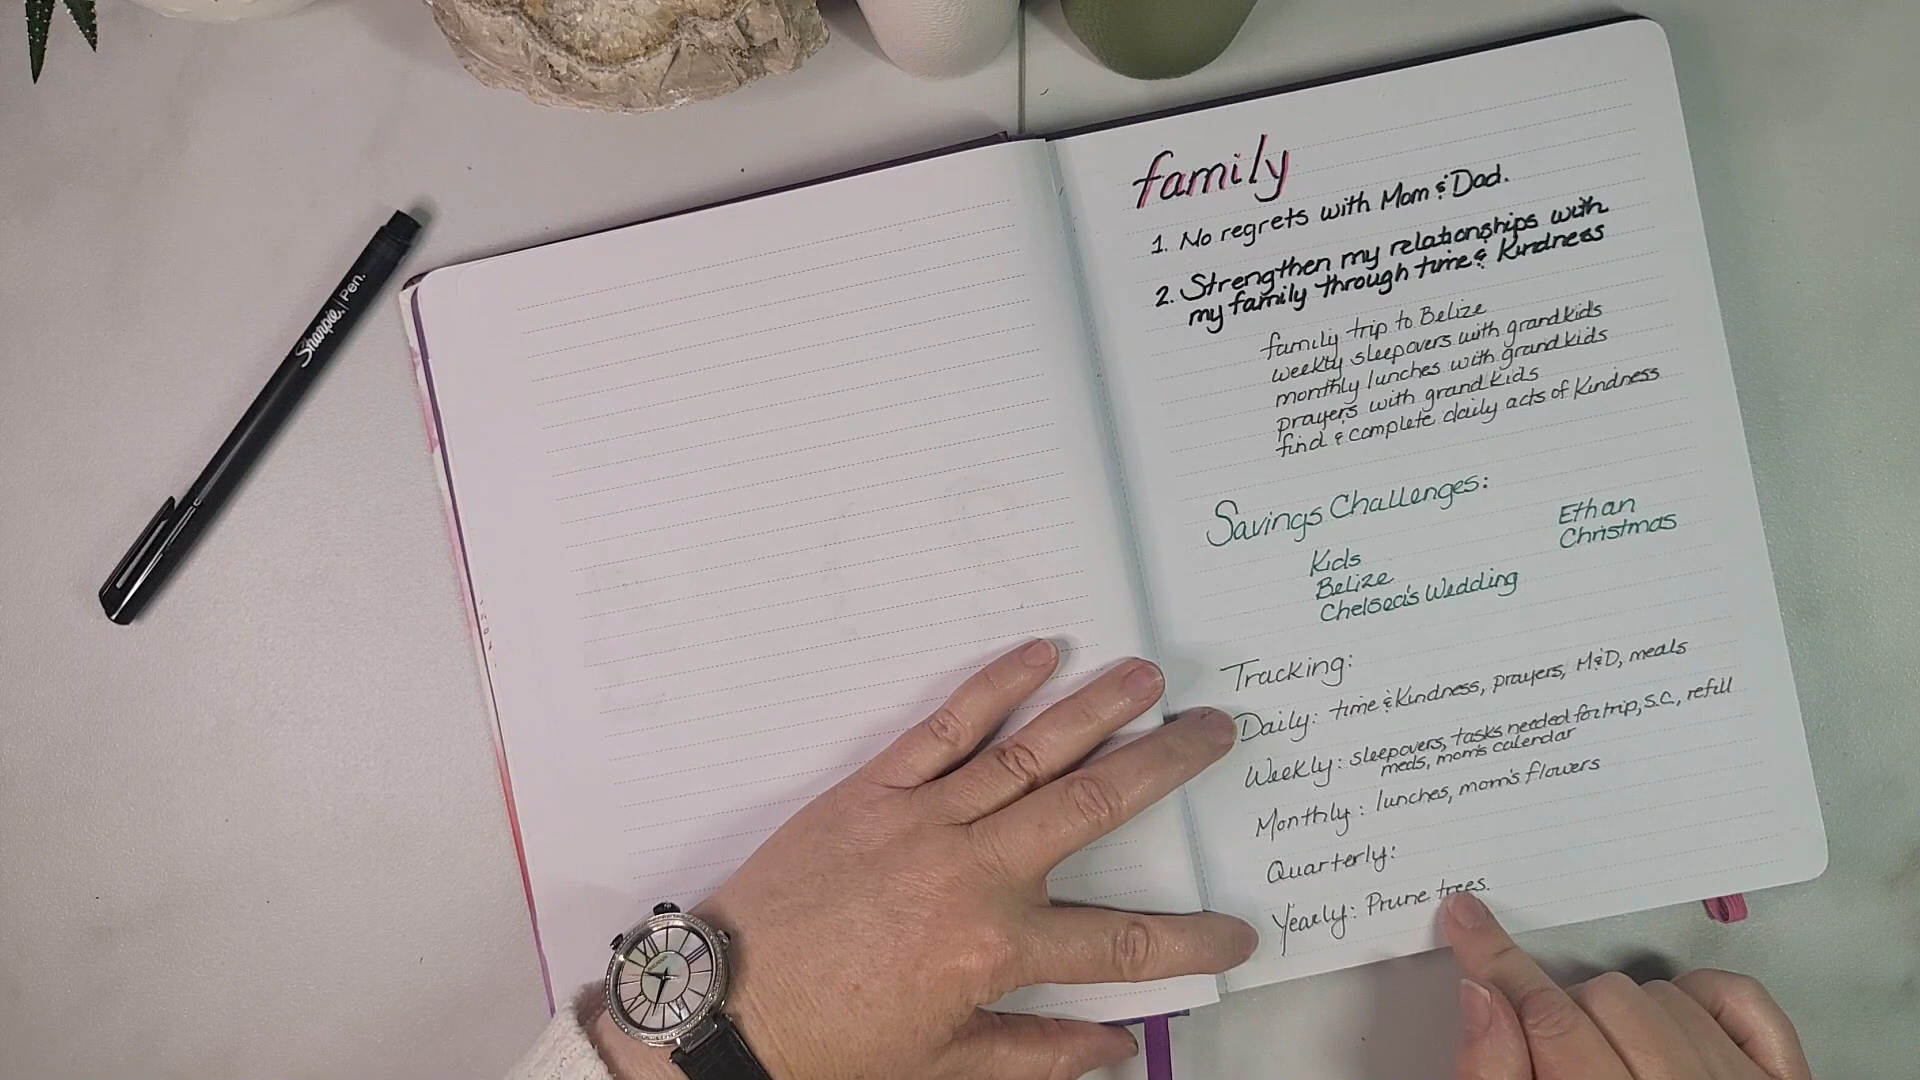 Sharpie. Pen.
family
1. No regrets with Mom & Dad.
2. Strengthen my relationships with
my family through time & Kindness
family trip to Belize
weekly sleepovers with grandkids
monthly lunches with grandkids
prayers with grandkids
find & complete daily acts of Kindness
Savings Challenges:
Kids
Belize
Chelsea's Wedding
Ethan
Christmas
Tracking:
Daily: time & Kindness, prayers, M&D, meals
Weekly: sleepovers, tasks needed for trip, S.C., refill
meds, mom's calendar
Monthly: lunches, mom's flowers
Quarterly:
Yearly: Prune trees.